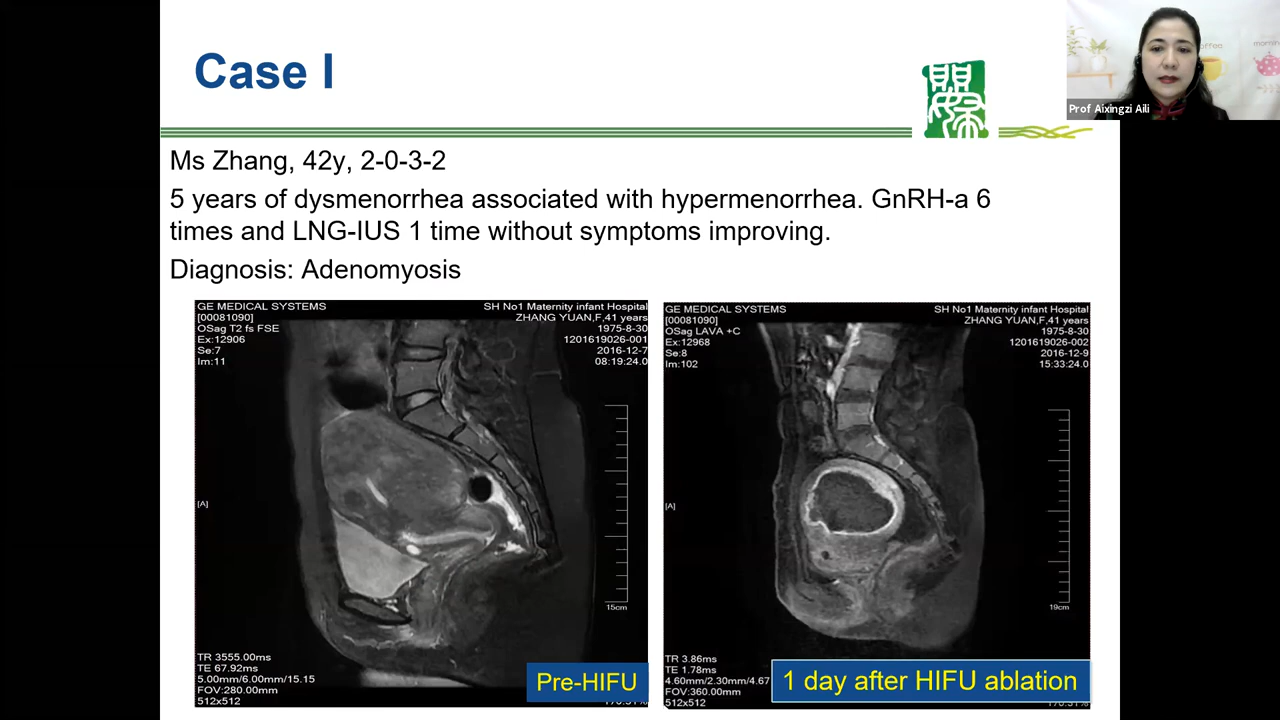 Case I
Prof Aixingzi Aili
Ms Zhang, 42y, 2-0-3-2
5 years of dysmenorrhea associated with hypermenorrhea. GnRH-a 6
times and LNG-IUS 1 time without symptoms improving.
Diagnosis: Adenomyosis
GE MEDICAL SYSTEMS
[00081090]
OSag T2 fs FSE
Ex:12906
Se:7
Im:11
SH No1 Maternity infant Hospital
ZHANG YUAN,F,41 years
1975-8-30
1201619026-001
2016-12-7
08:19:24.0
[A]
15cm
TR 3555.00ms
TE 67.92ms
5.00mm/6.00mm/15.15
FOV:280.00mm
512x512
Pre-HIFU
GE MEDICAL SYSTEMS
[00081090]
OSag LAVA +C
Ex:12968
Se:8
Im:102
SH No1 Maternity infant Hospital
ZHANG YUAN,F,41 years
1975-8-30
1201619026-002
2016-12-9
15:33:24.0
[A]
19cm
TR 3.86ms
TE 1.78ms
4.60mm/2.30mm/4.67
FOV:360.00mm
512x512
1 day after HIFU ablation